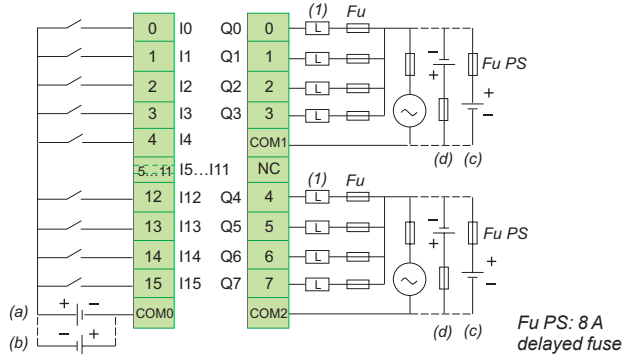 (1) Fu
0 I0 Q0 0 L
1 I1 Q1 1 L
2 I2 Q2 2 L Fu PS
3 I3 Q3 3 L
4 I4 COM1
(d) (c)
5...11 I5...I11 NC
(1) Fu
12 I12 Q4 4 L
13 I13 Q5 5 L
14 I14 Q6 6 L Fu PS
15 I15 Q7 7 L
(a) + − COM0 COM2
(b) − +
(d) (c)
Fu PS: 8 A
delayed fuse